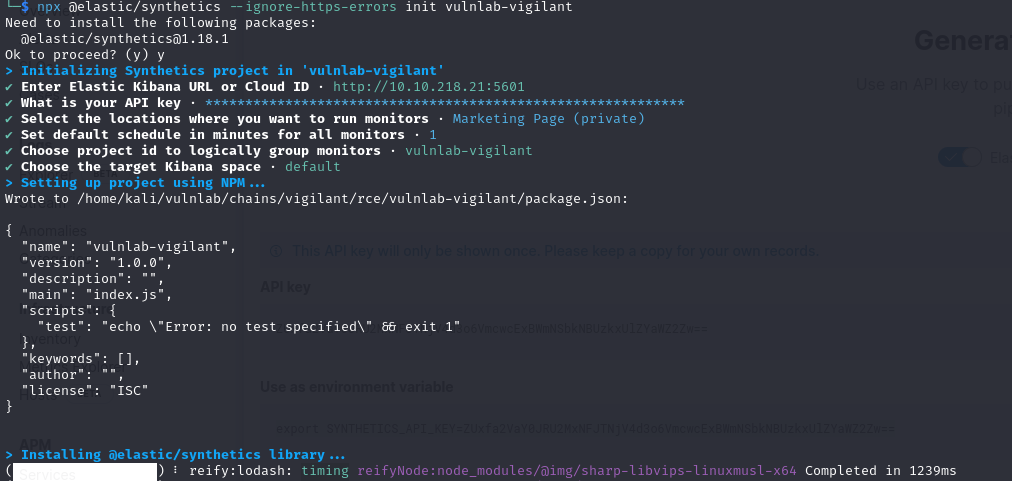 └─$ npx @elastic/synthetics --ignore-https-errors init vulnlab-vigilant
Need to install the following packages:
  @elastic/synthetics@1.18.1
Ok to proceed? (y) y
> Initializing Synthetics project in 'vulnlab-vigilant'
✔ Enter Elastic Kibana URL or Cloud ID · http://10.10.218.21:5601
✔ What is your API key · ************************************************************
✔ Select the locations where you want to run monitors · Marketing Page (private)
✔ Set default schedule in minutes for all monitors · 1
✔ Choose project id to logically group monitors · vulnlab-vigilant
✔ Choose the target Kibana space · default
> Setting up project using NPM...
Wrote to /home/kali/vulnlab/chains/vigilant/rce/vulnlab-vigilant/package.json:
{
  "name": "vulnlab-vigilant",
  "version": "1.0.0",
  "description": "",
  "main": "index.js",
  "scripts": {
    "test": "echo \"Error: no test specified\" && exit 1"
  },
  "keywords": [],
  "author": "",
  "license": "ISC"
}
> Installing @elastic/synthetics library...
( ) ⠸ reify:lodash: timing reifyNode:node_modules/@img/sharp-libvips-linuxmusl-x64 Completed in 1239ms
Genera
Use an API key to pu
Anomalies
This API key will only be shown once. Please keep a copy for your own records.
API key
Inventory
Use as environment variable
APM
Services